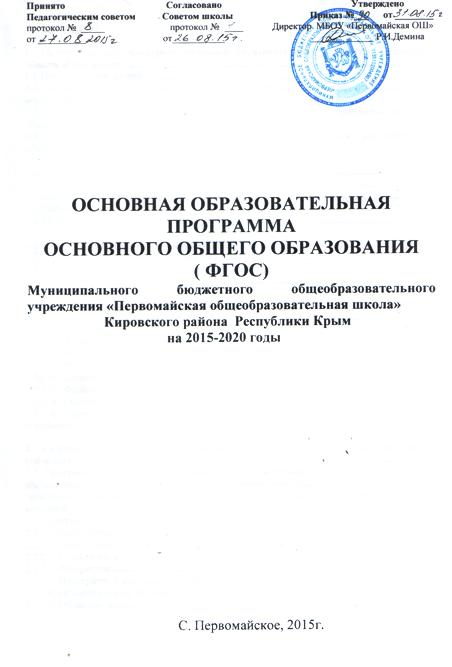 Принято Согласовано Утверждено
Педагогическим советом Советом школы Приказ № от 31.08.15г
протокол № 8 протокол № Директор МБОУ «Первомайская ОШ»
от 27.08.2015г от 26.08.15г. Р.И.Демина
ОСНОВНАЯ ОБРАЗОВАТЕЛЬНАЯ
ПРОГРАММА
ОСНОВНОГО ОБЩЕГО ОБРАЗОВАНИЯ
( ФГОС)
Муниципального бюджетного общеобразовательного
учреждения «Первомайская общеобразовательная школа»
Кировского района Республики Крым
на 2015-2020 годы
С. Первомайское, 2015г.